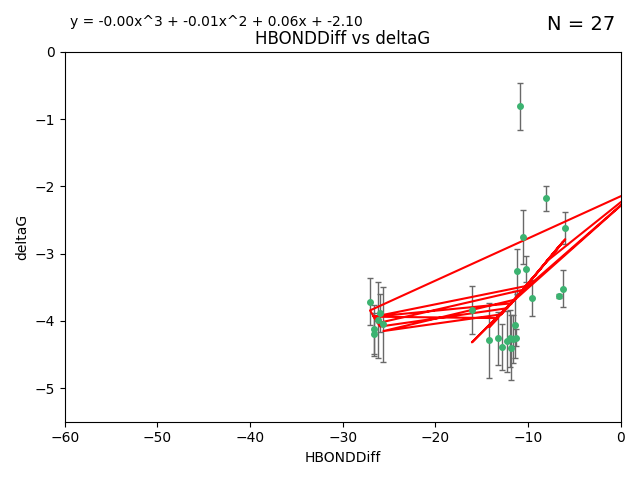 y = -0.00x^3 + -0.01x^2 + 0.06x + -2.10
N = 27
HBONDDiff vs deltaG
0
−1
−2
−3
−4
−5
deltaG
−60 −50 −40 −30 −20 −10 0
HBONDDiff